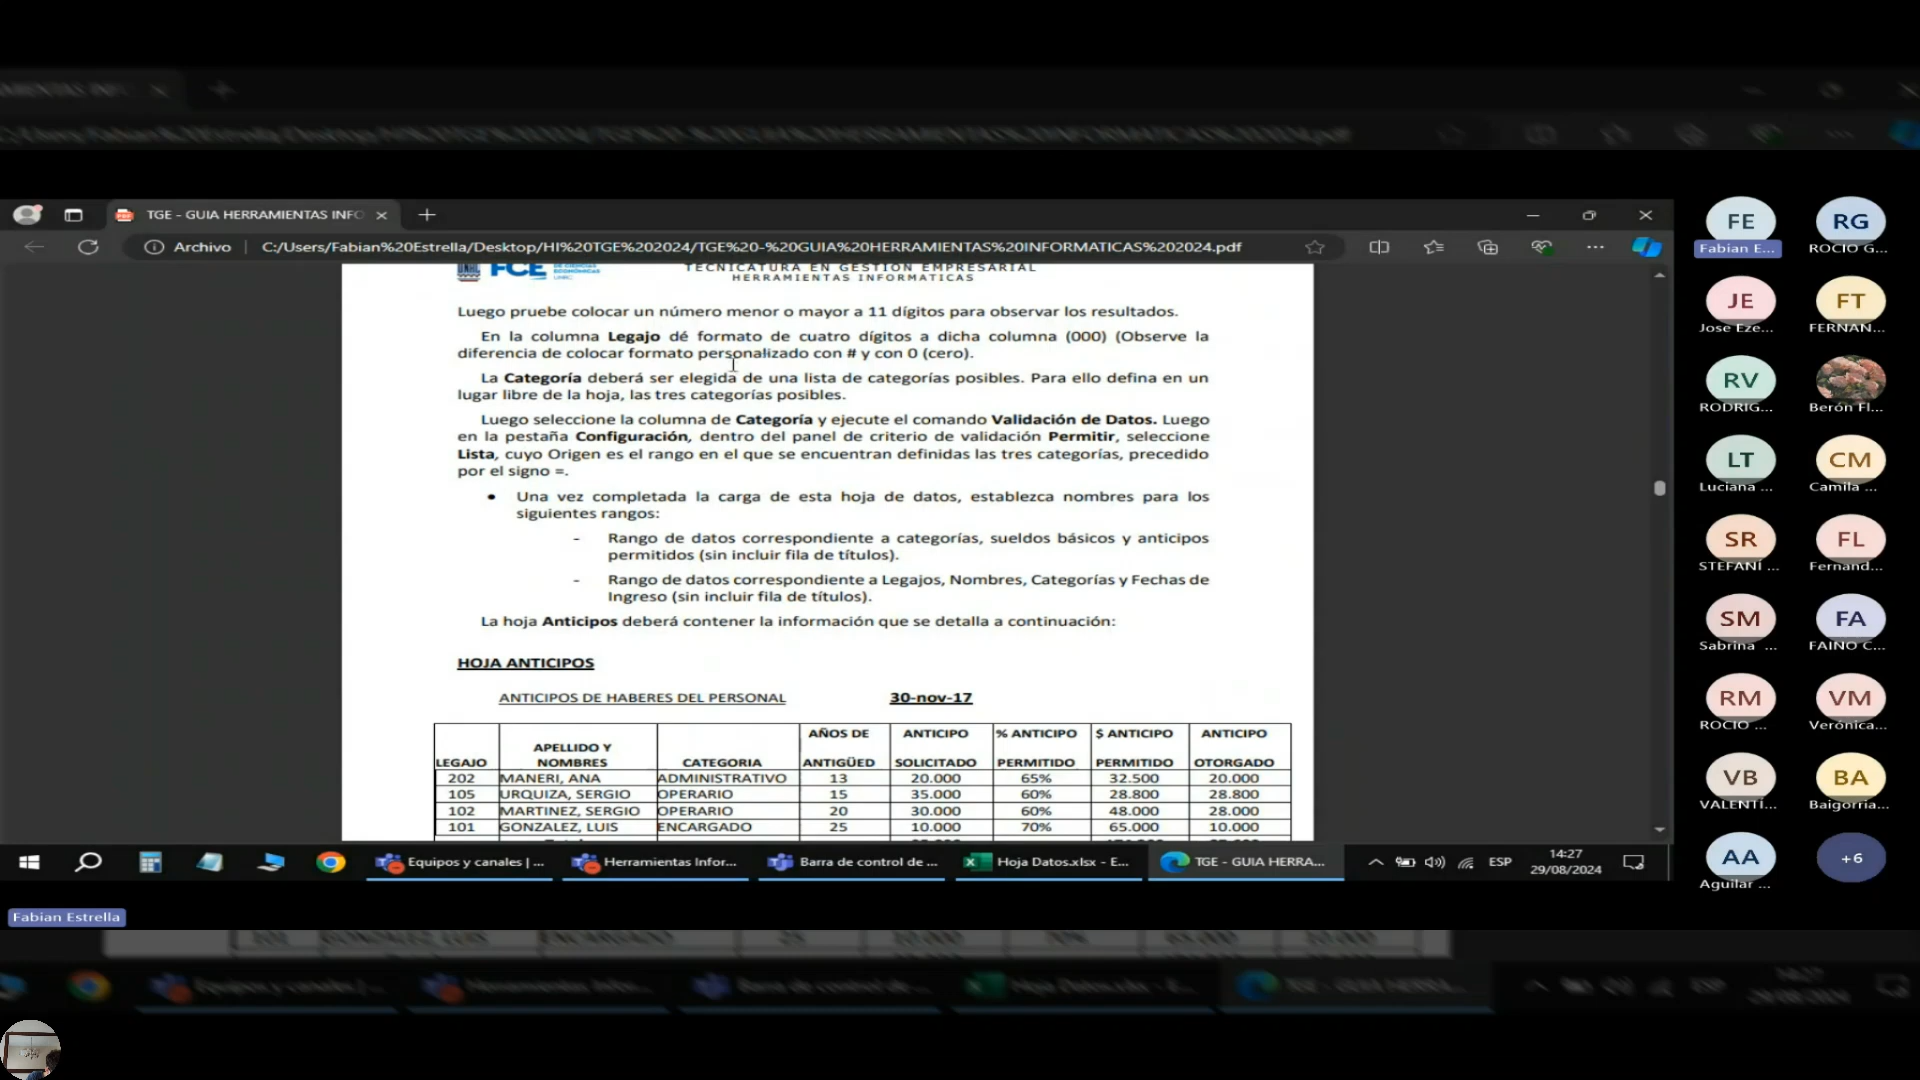 TGE - GUIA HERRAMIENTAS INFO
Archivo
C:/Users/Fabian%20Estrella/Desktop/HI%20TGE%202024/TGE%20-%20GUIA%20HERRAMIENTAS%20INFORMATICAS%202024.pdf
UNRC FCE
TECNICATURA EN GESTIÓN EMPRESARIAL
HERRAMIENTAS INFORMATICAS
Luego pruebe colocar un número menor o mayor a 11 dígitos para observar los resultados.
En la columna Legajo dé formato de cuatro dígitos a dicha columna (000) (Observe la
diferencia de colocar formato personalizado con # y con 0 (cero).
La Categoría deberá ser elegida de una lista de categorías posibles. Para ello defina en un
lugar libre de la hoja, las tres categorías posibles.
Luego seleccione la columna de Categoría y ejecute el comando Validación de Datos. Luego
en la pestaña Configuración, dentro del panel de criterio de validación Permitir, seleccione
Lista, cuyo Origen es el rango en el que se encuentran definidas las tres categorías, precedido
por el signo =.
• Una vez completada la carga de esta hoja de datos, establezca nombres para los
siguientes rangos:
- Rango de datos correspondiente a categorías, sueldos básicos y anticipos
permitidos (sin incluir fila de títulos).
- Rango de datos correspondiente a Legajos, Nombres, Categorías y Fechas de
Ingreso (sin incluir fila de títulos).
La hoja Anticipos deberá contener la información que se detalla a continuación:
HOJA ANTICIPOS
ANTICIPOS DE HABERES DEL PERSONAL 30-nov-17
LEGAJO APELLIDO Y NOMBRES CATEGORIA AÑOS DE ANTIGÜED ANTICIPO SOLICITADO % ANTICIPO PERMITIDO $ ANTICIPO PERMITIDO ANTICIPO OTORGADO
202 MANERI, ANA ADMINISTRATIVO 13 20.000 65% 32.500 20.000
105 URQUIZA, SERGIO OPERARIO 15 35.000 60% 28.800 28.800
102 MARTINEZ, SERGIO OPERARIO 20 30.000 60% 48.000 28.000
101 GONZALEZ, LUIS ENCARGADO 25 10.000 70% 65.000 10.000
Equipos y canales | ...
Herramientas Infor...
Barra de control de ...
Hoja Datos.xlsx - E...
TGE - GUIA HERRA...
ESP
14:27
29/08/2024
Fabian Estrella
FE RG
Fabian E... ROCIO G...
JE FT
Jose Eze... FERNAN...
RV
RODRIG... Berón Fl...
LT CM
Luciana ... Camila ...
SR FL
STEFANÍ ... Fernand...
SM FA
Sabrina ... FAINO C...
RM VM
ROCIO ... Verónica...
VB BA
VALENTÍ... Baigorria...
AA +6
Aguilar ...